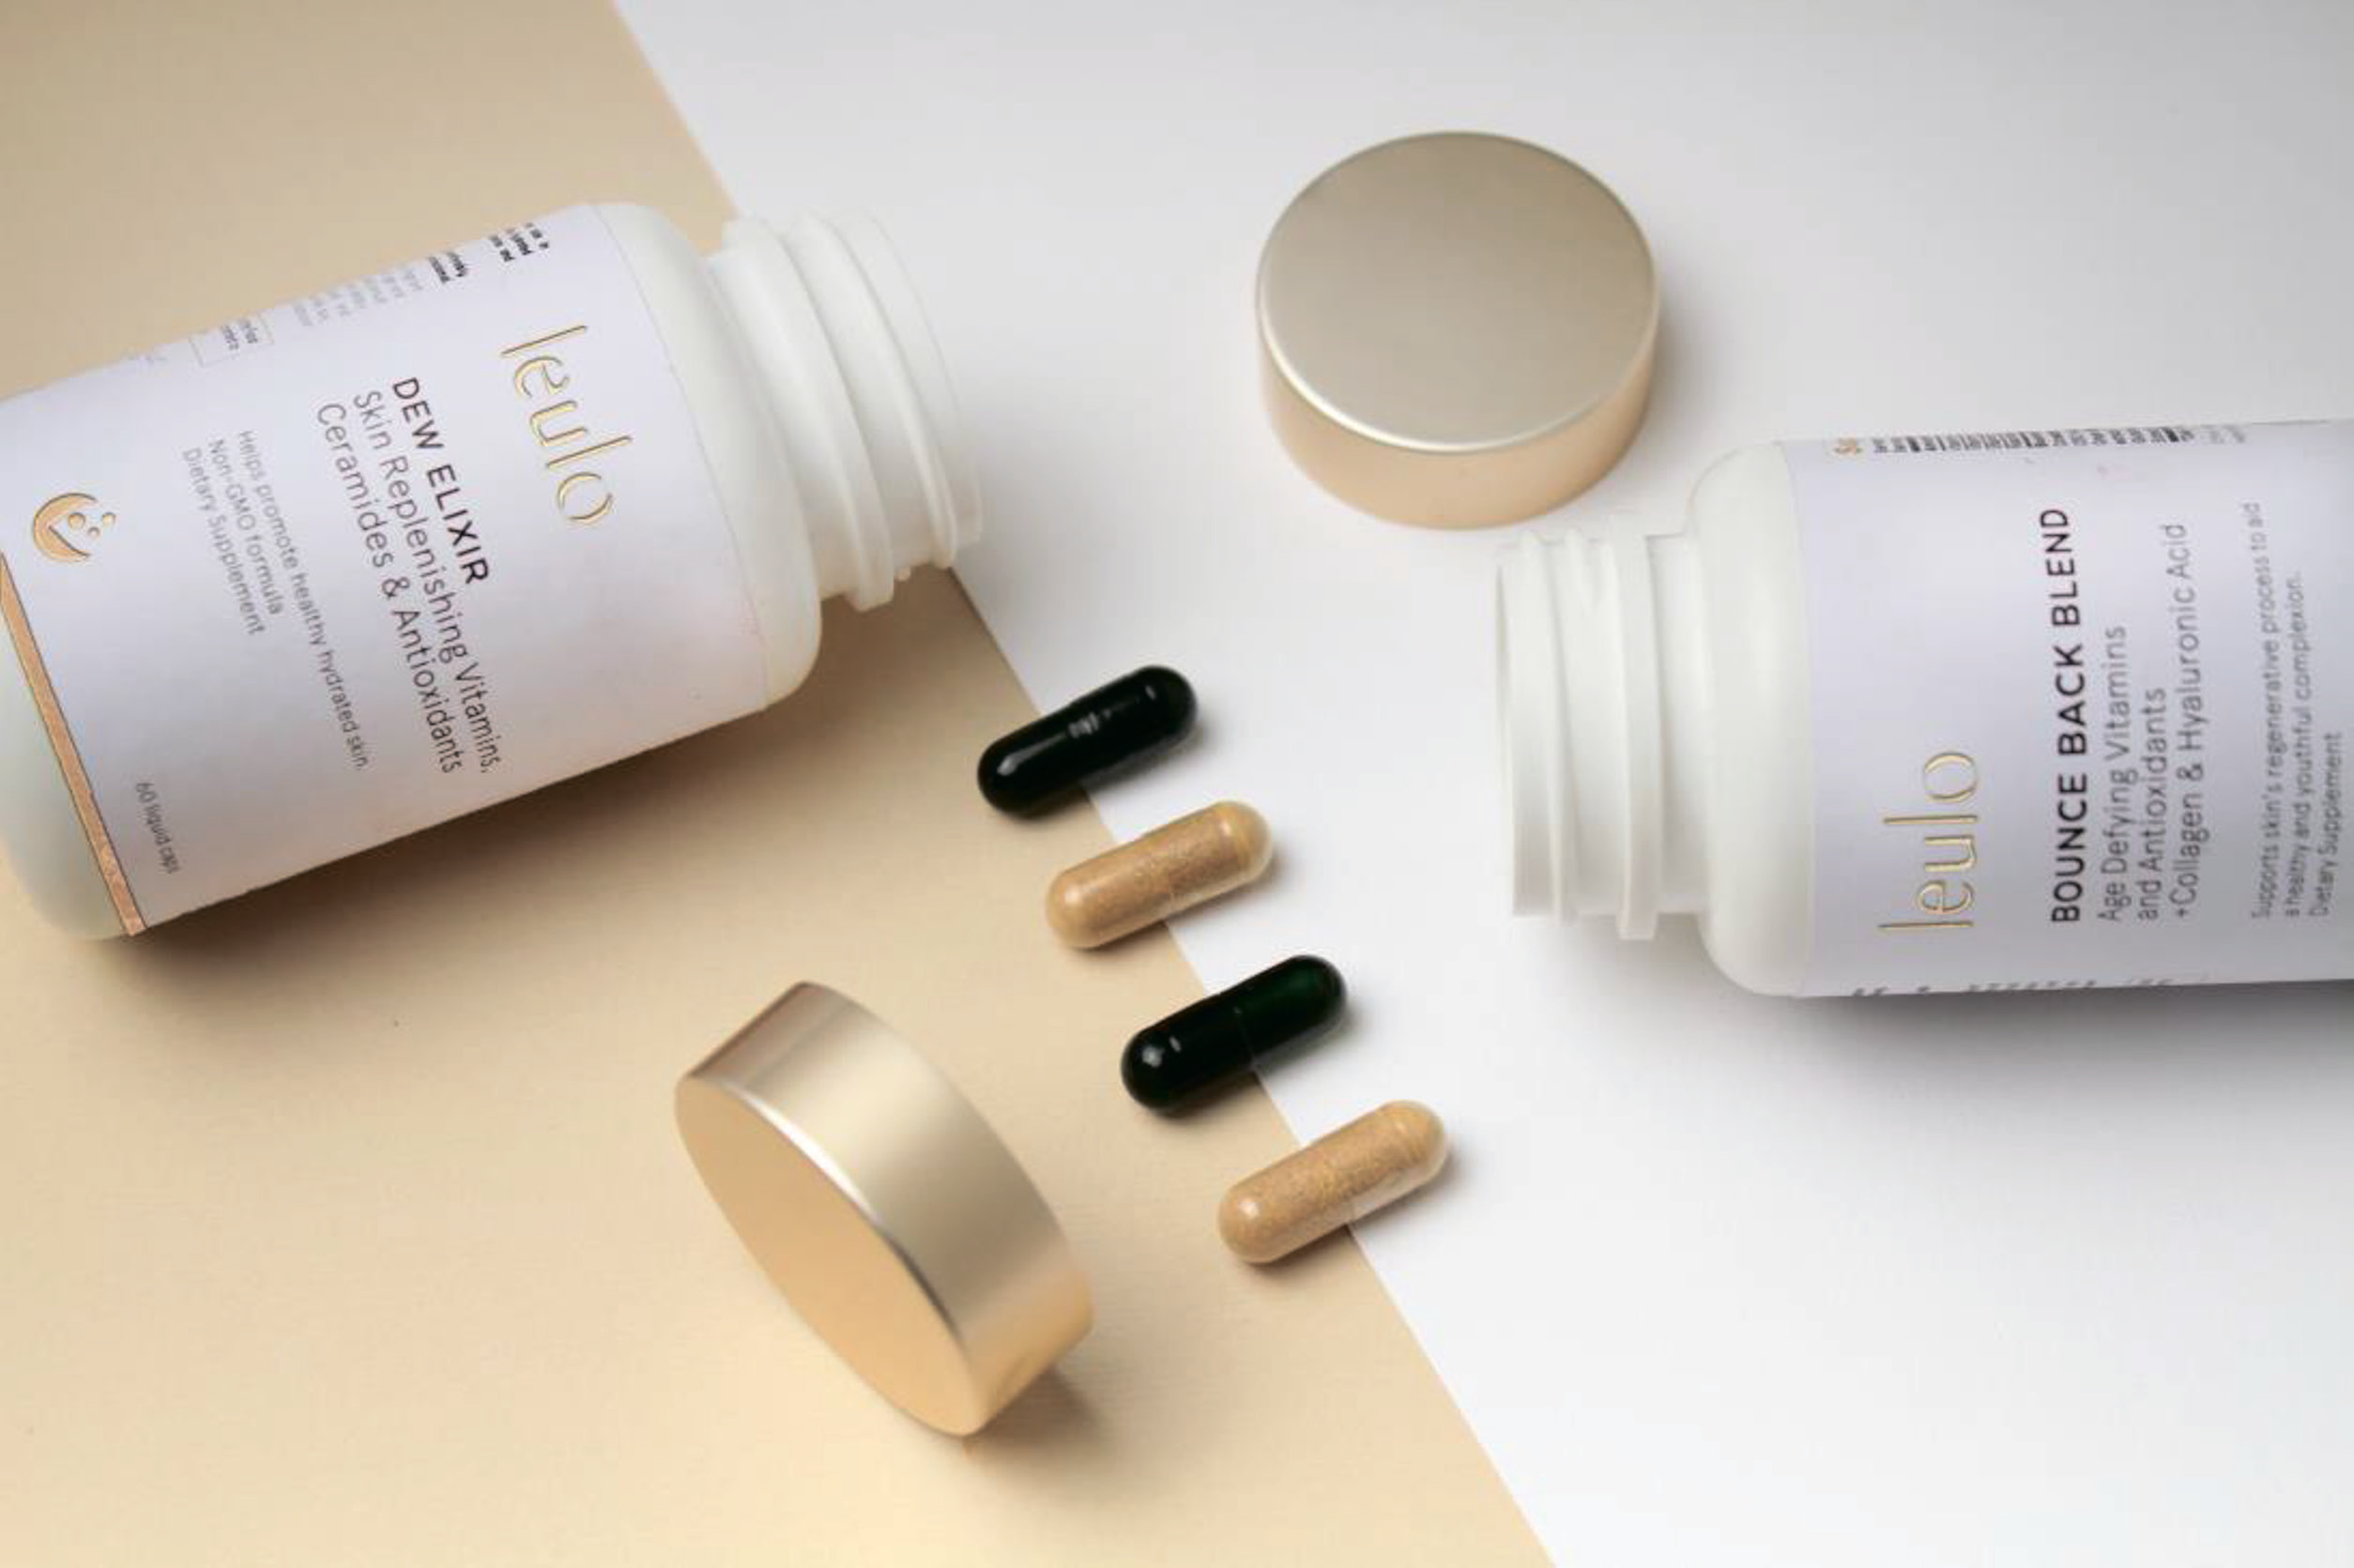 leulo
DEW ELIXIR
Skin Replenishing Vitamins,
Ceramides & Antioxidants
Helps promote healthy hydrated skin.
Non-GMO formula
Dietary Supplement
60 liquid caps
leulo
BOUNCE BACK BLEND
Age Defying Vitamins
and Antioxidants
+Collagen & Hyaluronic Acid
Supports skin's regenerative process to aid
a healthy and youthful complexion.
Dietary Supplement